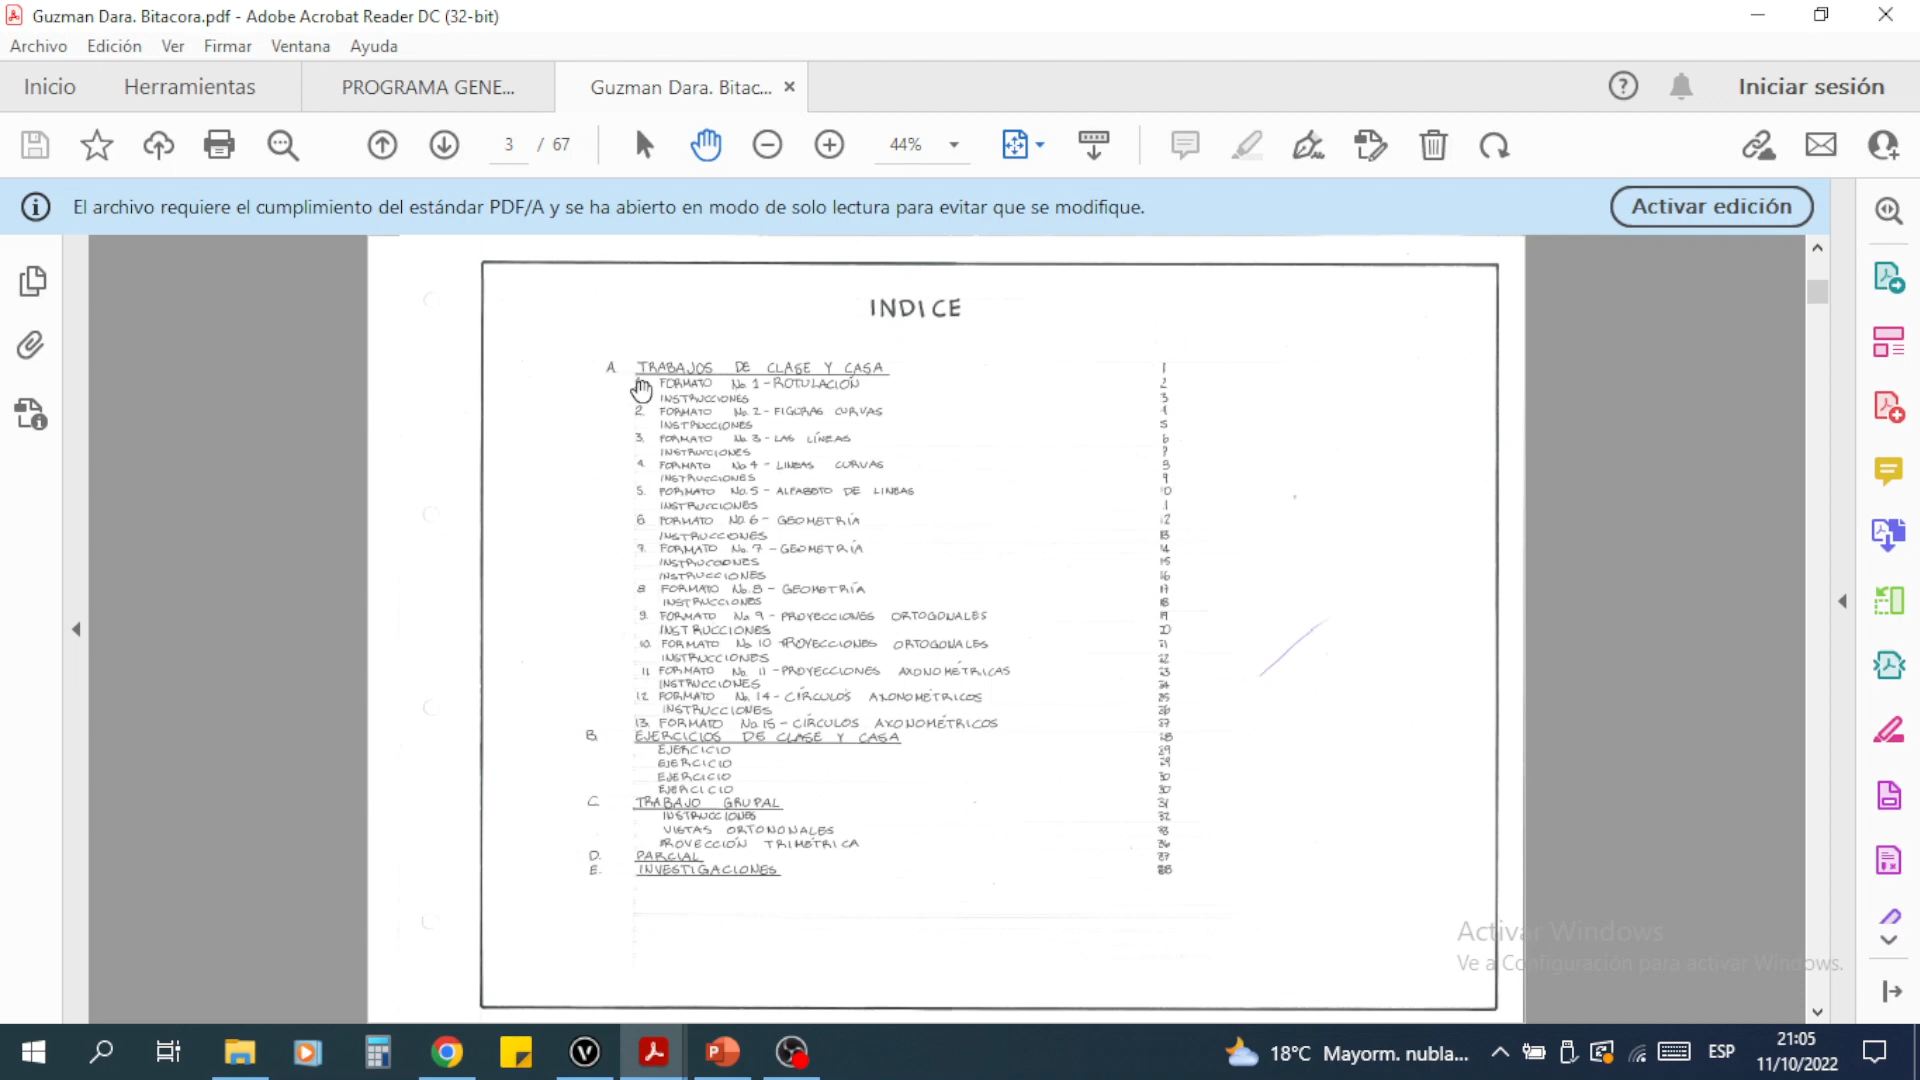 Guzman Dara. Bitacora.pdf - Adobe Acrobat Reader DC (32-bit)
Archivo Edición Ver Firmar Ventana Ayuda
Inicio Herramientas PROGRAMA GENE... Guzman Dara. Bitac... Iniciar sesión
3 / 67 44%
El archivo requiere el cumplimiento del estándar PDF/A y se ha abierto en modo de solo lectura para evitar que se modifique. Activar edición
INDICE
A. TRABAJOS DE CLASE Y CASA 1
FORMATO No. 1 - ROTULACIÓN 2
INSTRUCCIONES 3
2. FORMATO No. 2 - FIGURAS CURVAS 4
INSTRUCCIONES 5
3. FORMATO No. 3 - LAS LÍNEAS 6
INSTRUCCIONES 7
4. FORMATO No 4 - LINEAS CURVAS 8
INSTRUCCIONES 9
5. FORMATO No. 5 - ALFABETO DE LINEAS 10
INSTRUCCIONES 11
6. FORMATO No. 6 - GEOMETRÍA 12
INSTRUCCIONES 13
7. FORMATO No. 7 - GEOMETRÍA 14
INSTRUCCIONES 15
INSTRUCCIONES 16
8 FORMATO No. 8 - GEOMETRÍA 17
INSTRUCCIONES 18
9. FORMATO No 9 - PROYECCIONES ORTOGONALES 19
INSTRUCCIONES 20
10. FORMATO No 10 - PROYECCIONES ORTOGONALES 21
INSTRUCCIONES 22
11 FORMATO No. 11 - PROYECCIONES AXONOMÉTRICAS 23
INSTRUCCIONES 24
12 FORMATO No. 14 - CÍRCULOS AXONOMÉTRICOS 25
INSTRUCCIONES 26
13. FORMATO No. 15 - CÍRCULOS AXONOMÉTRICOS 27
B. EJERCICIOS DE CLASE Y CASA 28
EJERCICIO 29
EJERCICIO 29
EJERCICIO 30
EJERCICIO 30
C. TRABAJO GRUPAL 31
INSTRUCCIONES 32
VISTAS ORTONONALES 33
PROYECCIÓN TRIMÉTRICA 36
D. PARCIAL 37
E. INVESTIGACIONES 38
Activar Windows
Ve a Configuración para activar Windows.
18°C Mayorm. nubla... ESP 21:05
11/10/2022